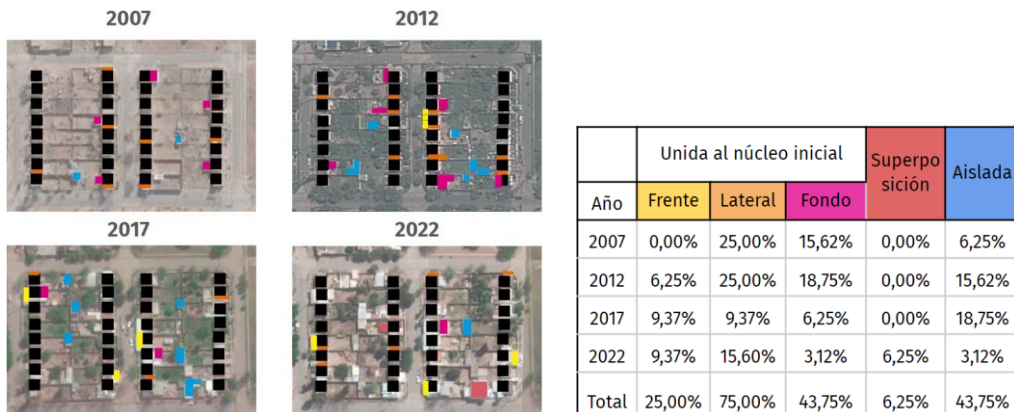 2007
2012
2017
2022
Unida al núcleo inicial
Superpo
sición
Aislada
Año Frente Lateral Fondo
2007 0,00% 25,00% 15,62% 0,00% 6,25%
2012 6,25% 25,00% 18,75% 0,00% 15,62%
2017 9,37% 9,37% 6,25% 0,00% 18,75%
2022 9,37% 15,60% 3,12% 6,25% 3,12%
Total 25,00% 75,00% 43,75% 6,25% 43,75%